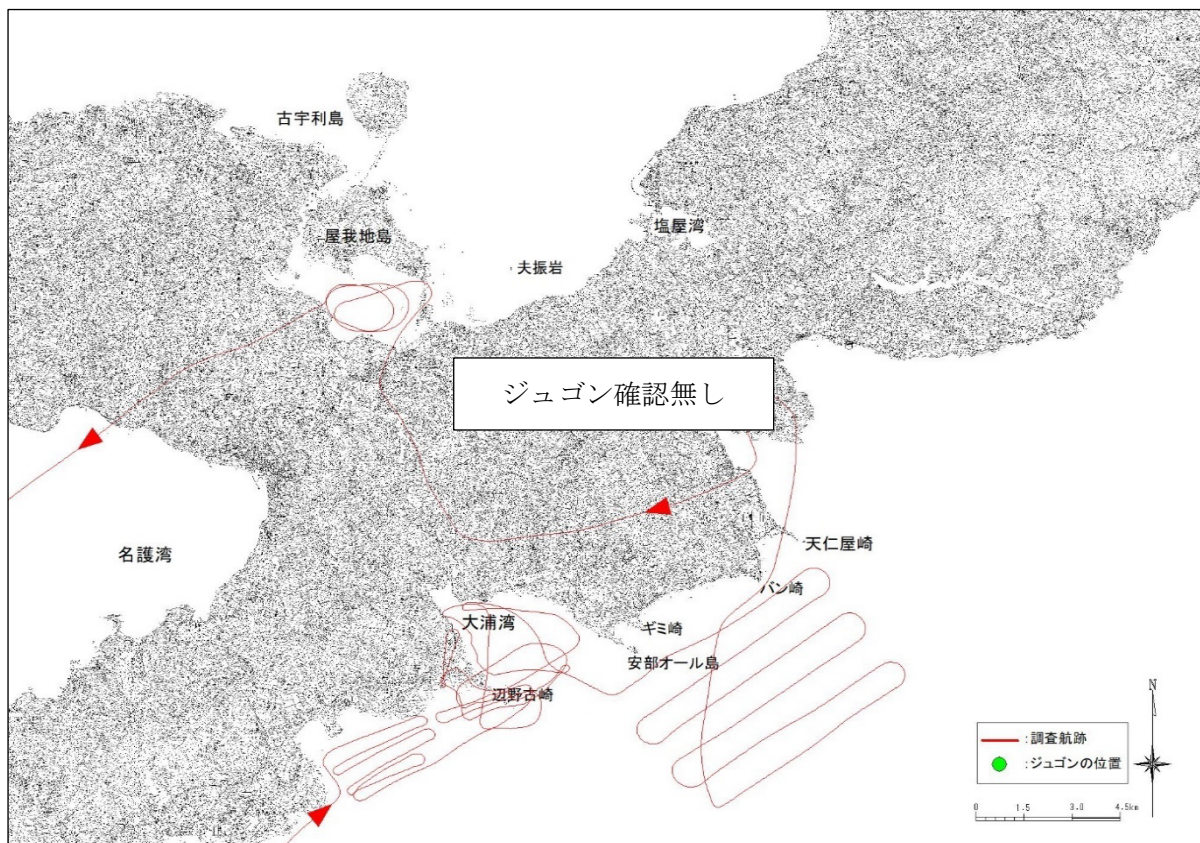 古宇利島
屋我地島
塩屋湾
夫振岩
ジュゴン確認無し
名護湾
天仁屋崎
バン崎
大浦湾
ギミ崎
安部オール島
辺野古崎
N
:調査航跡
:ジュゴンの位置
0 1.5 3.0 4.5km